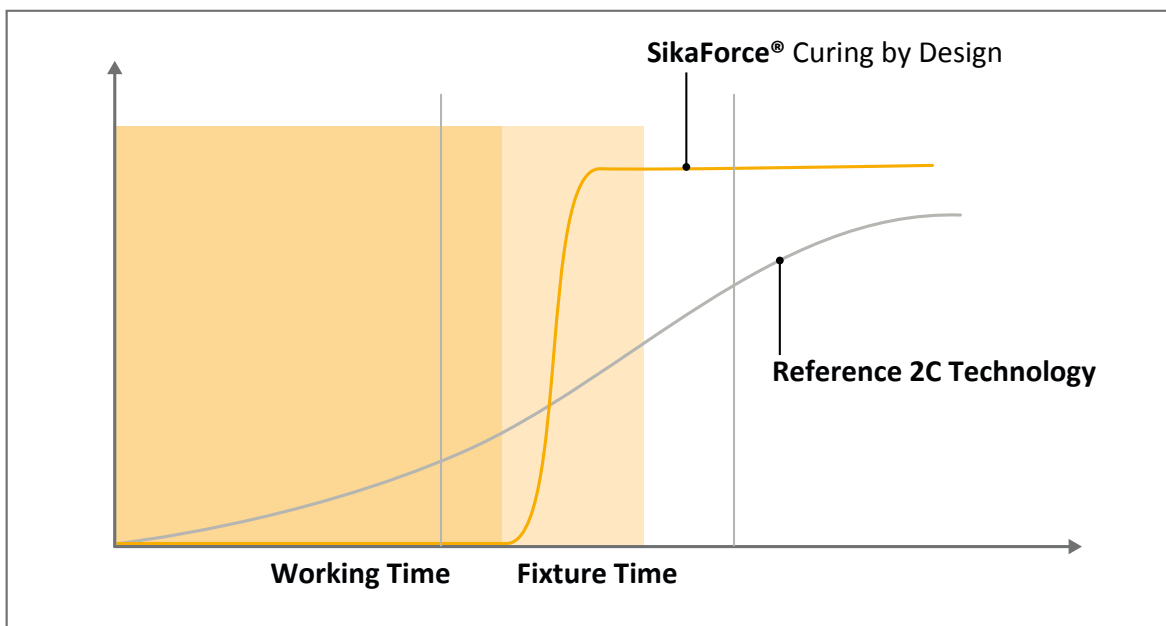 SikaForce® Curing by Design
Reference 2C Technology
Working Time
Fixture Time